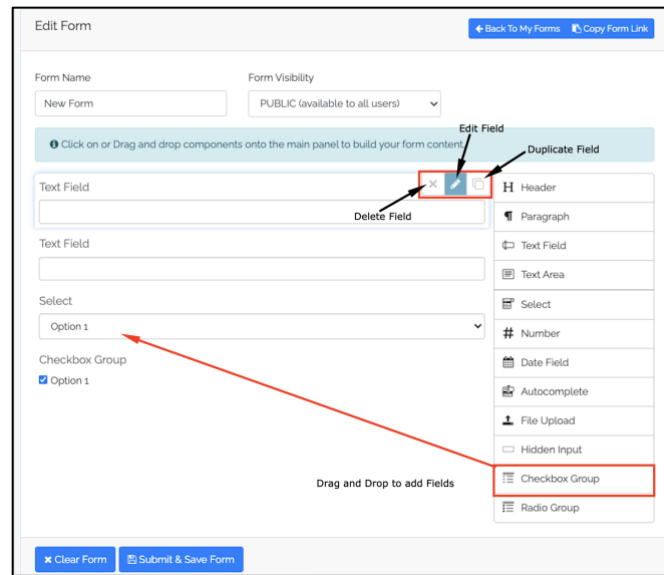 Edit Form
Back To My Forms
Copy Form Link
Form Name
Form Visibility
New Form
PUBLIC (available to all users)
Edit Field
Click on or Drag and drop components onto the main panel to build your form content.
Duplicate Field
Text Field
Delete Field
Text Field
Select
Option 1
Checkbox Group
Option 1
Drag and Drop to add Fields
Header
Paragraph
Text Field
Text Area
Select
Number
Date Field
Autocomplete
File Upload
Hidden Input
Checkbox Group
Radio Group
Clear Form
Submit & Save Form